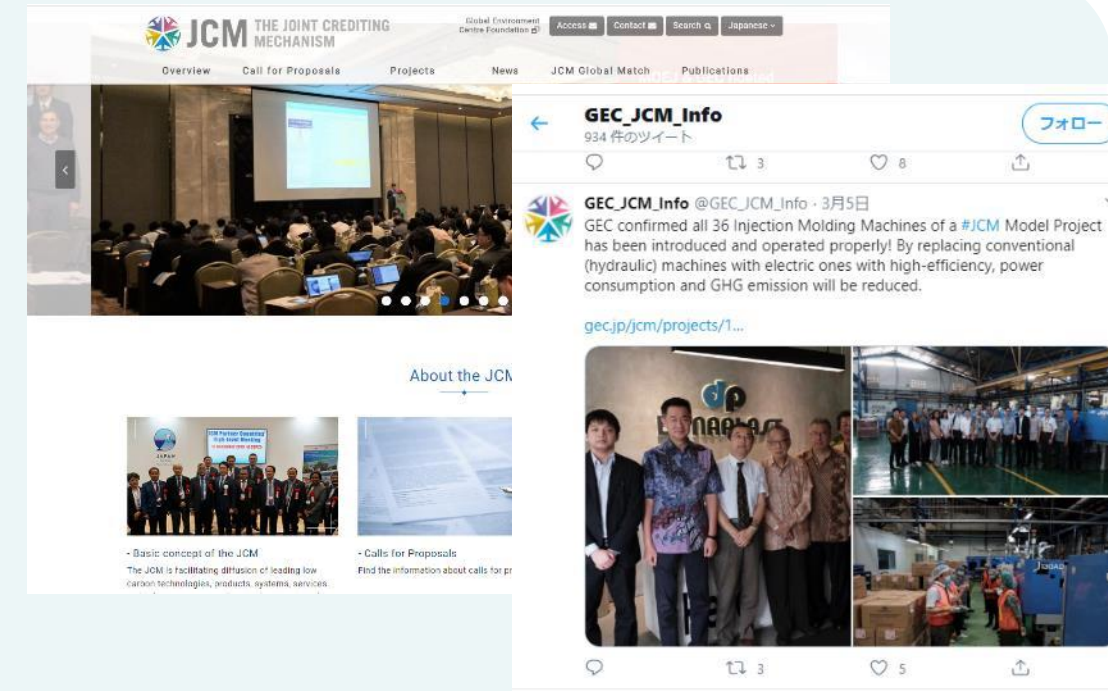 JCM THE JOINT CREDITING
MECHANISM
Global Environment
Centre Foundation
Access
Contact
Search
Japanese
Overview
Call for Proposals
Projects
News
JCM Global Match
Publications
About the JCM
- Basic concept of the JCM
The JCM is facilitating diffusion of leading low
carbon technologies, products, systems, services
- Calls for Proposals
Find the information about calls for pr
GEC_JCM_Info
934 件のツイート
フォロー
3
8
GEC_JCM_Info @GEC_JCM_Info · 3月5日
GEC confirmed all 36 Injection Molding Machines of a #JCM Model Project
has been introduced and operated properly! By replacing conventional
(hydraulic) machines with electric ones with high-efficiency, power
consumption and GHG emission will be reduced.
gec.jp/jcm/projects/1...
dp
3
5